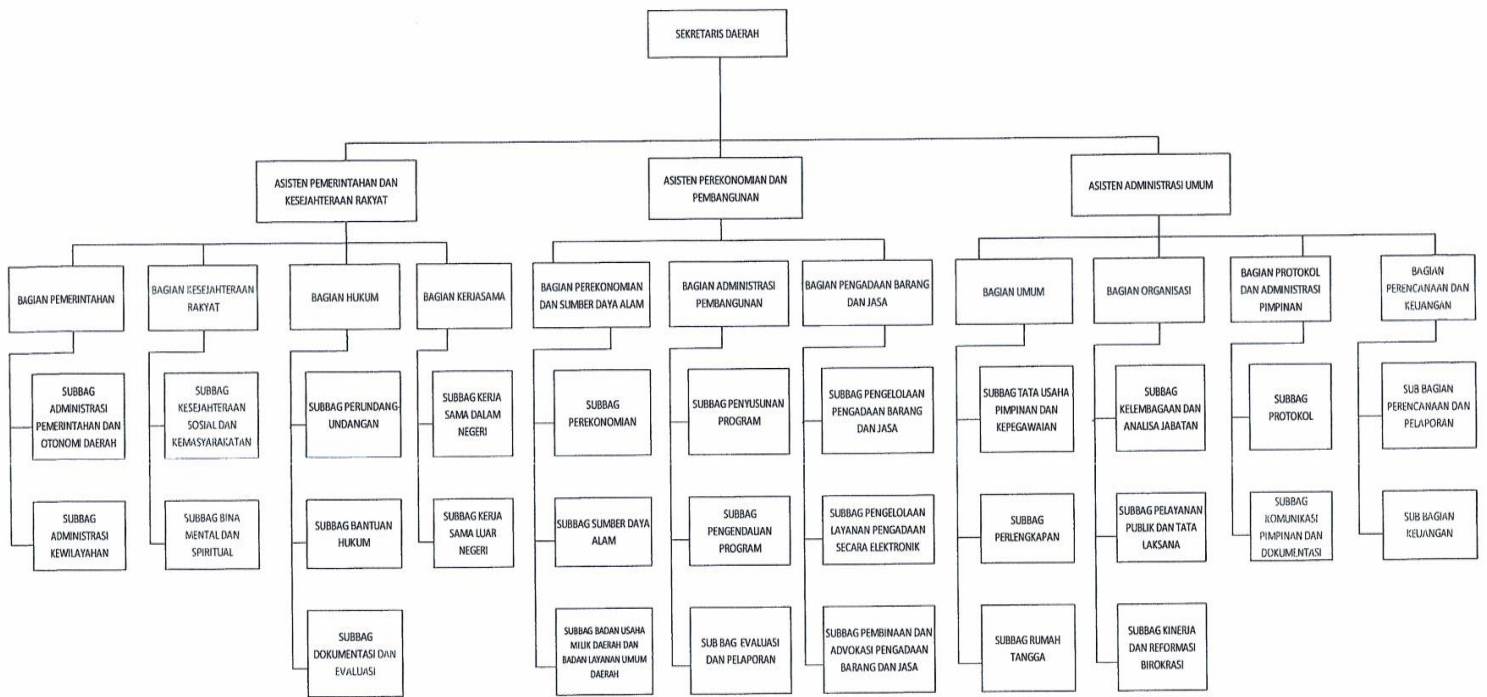 SEKRETARIS DAERAH
ASISTEN PEMERINTAHAN DAN
KESEJAHTERAAN RAKYAT
ASISTEN PEREKONOMIAN DAN
PEMBANGUNAN
ASISTEN ADMINISTRASI UMUM
BAGIAN PEMERINTAHAN
BAGIAN KESEJAHTERAAN
RAKYAT
BAGIAN HUKUM
BAGIAN KERJASAMA
BAGIAN PEREKONOMIAN
DAN SUMBER DAYA ALAM
BAGIAN ADMINISTRASI
PEMBANGUNAN
BAGIAN PENGADAAN BARANG
DAN JASA
BAGIAN UMUM
BAGIAN ORGANISASI
BAGIAN PROTOKOL
DAN ADMINISTRASI
PIMPINAN
BAGIAN
PERENCANAAN DAN
KEUANGAN
SUBBAG
ADMINISTRASI
PEMERINTAHAN DAN
OTONOMI DAERAH
SUBBAG
KESEJAHTERAAN
SOSIAL DAN
KEMASYARAKATAN
SUBBAG PERUNDANG-
UNDANGAN
SUBBAG KERJA
SAMA DALAM
NEGERI
SUBBAG
PEREKONOMIAN
SUBBAG PENYUSUNAN
PROGRAM
SUBBAG PENGELOLAAN
PENGADAAN BARANG
DAN JASA
SUBBAG TATA USAHA
PIMPINAN DAN
KEPEGAWAIAN
SUBBAG
KELEMBAGAAN DAN
ANALISA JABATAN
SUBBAG
PROTOKOL
SUB BAGIAN
PERENCANAAN DAN
PELAPORAN
SUBBAG
ADMINISTRASI
KEWILAYAHAN
SUBBAG BINA
MENTAL DAN
SPIRITUAL
SUBBAG BANTUAN
HUKUM
SUBBAG KERJA
SAMA LUAR
NEGERI
SUBBAG SUMBER DAYA
ALAM
SUBBAG
PENGENDALIAN
PROGRAM
SUBBAG PENGELOLAAN
LAYANAN PENGADAAN
SECARA ELEKTRONIK
SUBBAG
PERLENGKAPAN
SUBBAG PELAYANAN
PUBLIK DAN TATA
LAKSANA
SUBBAG
KOMUNIKASI
PIMPINAN DAN
DOKUMENTASI
SUB BAGIAN
KEUANGAN
SUBBAG
DOKUMENTASI DAN
EVALUASI
SUBBAG BADAN USAHA
MILIK DAERAH DAN
BADAN LAYANAN UMUM
DAERAH
SUB BAG EVALUASI
DAN PELAPORAN
SUBBAG PEMBINAAN DAN
ADVOKASI PENGADAAN
BARANG DAN JASA
SUBBAG RUMAH
TANGGA
SUBBAG KINERJA
DAN REFORMASI
BIROKRASI